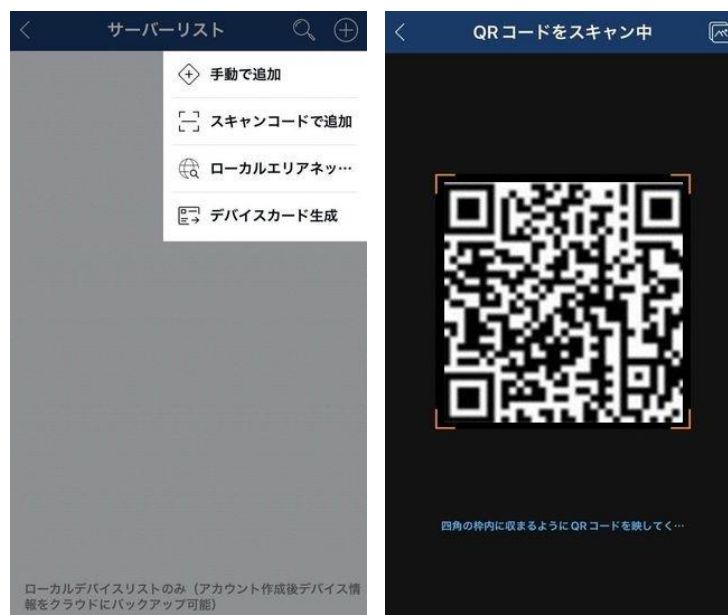 サーバーリスト
手動で追加
スキャンコードで追加
ローカルエリアネッ…
デバイスカード生成
ローカルデバイスリストのみ（アカウント作成後デバイス情
報をクラウドにバックアップ可能）
QRコードをスキャン中
四角の枠内に収まるようにQRコードを映してく…